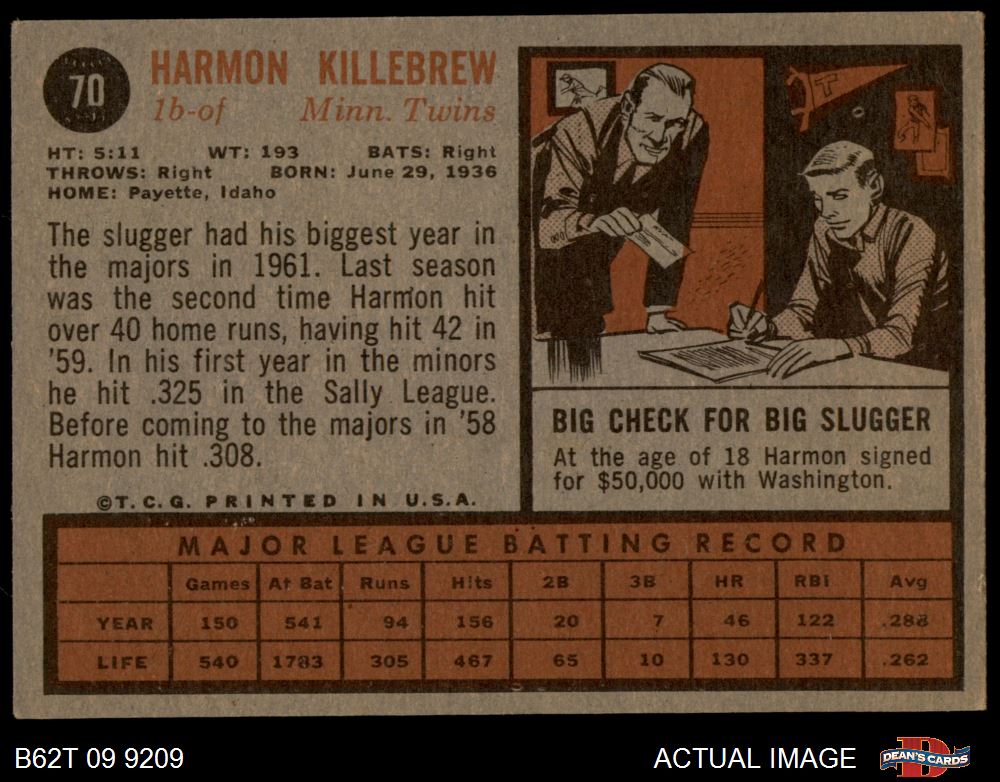 70
HARMON KILLEBREW
1b-of Minn. Twins
HT: 5:11 WT: 193 BATS: Right
THROWS: Right BORN: June 29, 1936
HOME: Payette, Idaho
The slugger had his biggest year in
the majors in 1961. Last season
was the second time Harmon hit
over 40 home runs, having hit 42 in
'59. In his first year in the minors
he hit .325 in the Sally League.
Before coming to the majors in '58
Harmon hit .308.
©T.C.G. PRINTED IN U.S.A.
T
BIG CHECK FOR BIG SLUGGER
At the age of 18 Harmon signed
for $50,000 with Washington.
MAJOR LEAGUE BATTING RECORD
Games At Bat Runs Hits 2B 3B HR RBI Avg
YEAR 150 541 94 156 20 7 46 122 .288
LIFE 540 1783 305 467 65 10 130 337 .262
B62T 09 9209
ACTUAL IMAGE
DEAN'S CARDS